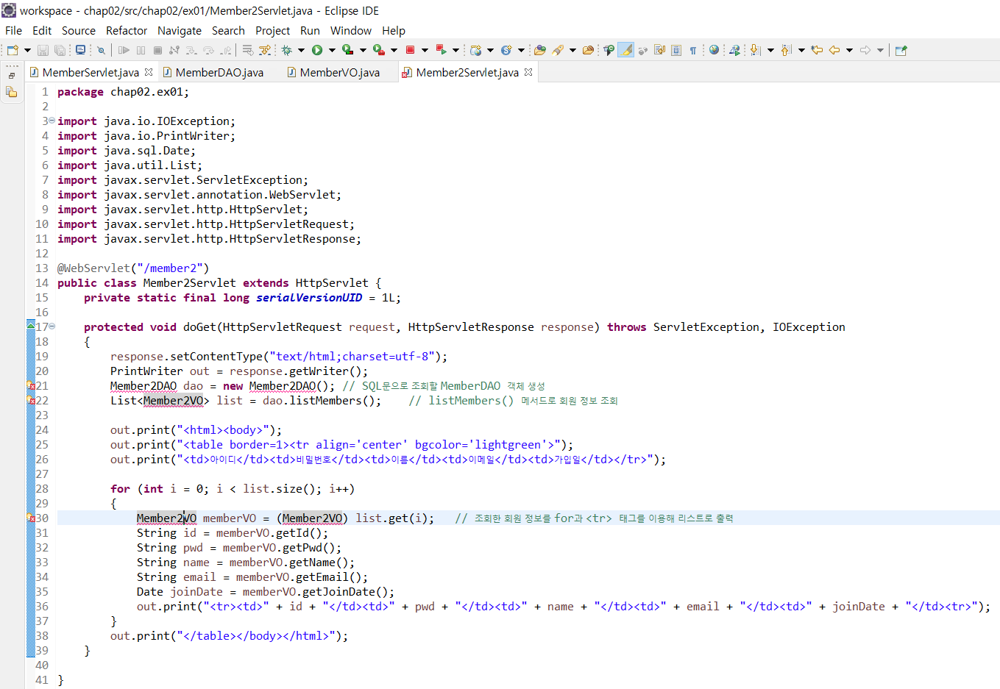 workspace - chap02/src/chap02/ex01/Member2Servlet.java - Eclipse IDE
File Edit Source Refactor Navigate Search Project Run Window Help
MemberServlet.java MemberDAO.java MemberVO.java Member2Servlet.java
1 package chap02.ex01;
2
3 import java.io.IOException;
4 import java.io.PrintWriter;
5 import java.sql.Date;
6 import java.util.List;
7 import javax.servlet.ServletException;
8 import javax.servlet.annotation.WebServlet;
9 import javax.servlet.http.HttpServlet;
10 import javax.servlet.http.HttpServletRequest;
11 import javax.servlet.http.HttpServletResponse;
12
13 @WebServlet("/member2")
14 public class Member2Servlet extends HttpServlet {
15 private static final long serialVersionUID = 1L;
16
17 protected void doGet(HttpServletRequest request, HttpServletResponse response) throws ServletException, IOException
18 {
19 response.setContentType("text/html;charset=utf-8");
20 PrintWriter out = response.getWriter();
21 Member2DAO dao = new Member2DAO(); // SQL문으로 조회할 MemberDAO 객체 생성
22 List<Member2VO> list = dao.listMembers(); // listMembers() 메서드로 회원 정보 조회
23
24 out.print("<html><body>");
25 out.print("<table border=1><tr align='center' bgcolor='lightgreen'>");
26 out.print("<td>아이디</td><td>비밀번호</td><td>이름</td><td>이메일</td><td>가입일</td></tr>");
27
28 for (int i = 0; i < list.size(); i++)
29 {
30 Member2VO memberVO = (Member2VO) list.get(i); // 조회한 회원 정보를 for과 <tr> 태그를 이용해 리스트로 출력
31 String id = memberVO.getId();
32 String pwd = memberVO.getPwd();
33 String name = memberVO.getName();
34 String email = memberVO.getEmail();
35 Date joinDate = memberVO.getJoinDate();
36 out.print("<tr><td>" + id + "</td><td>" + pwd + "</td><td>" + name + "</td><td>" + email + "</td><td>" + joinDate + "</td><tr>");
37 }
38 out.print("</table></body></html>");
39 }
40
41 }